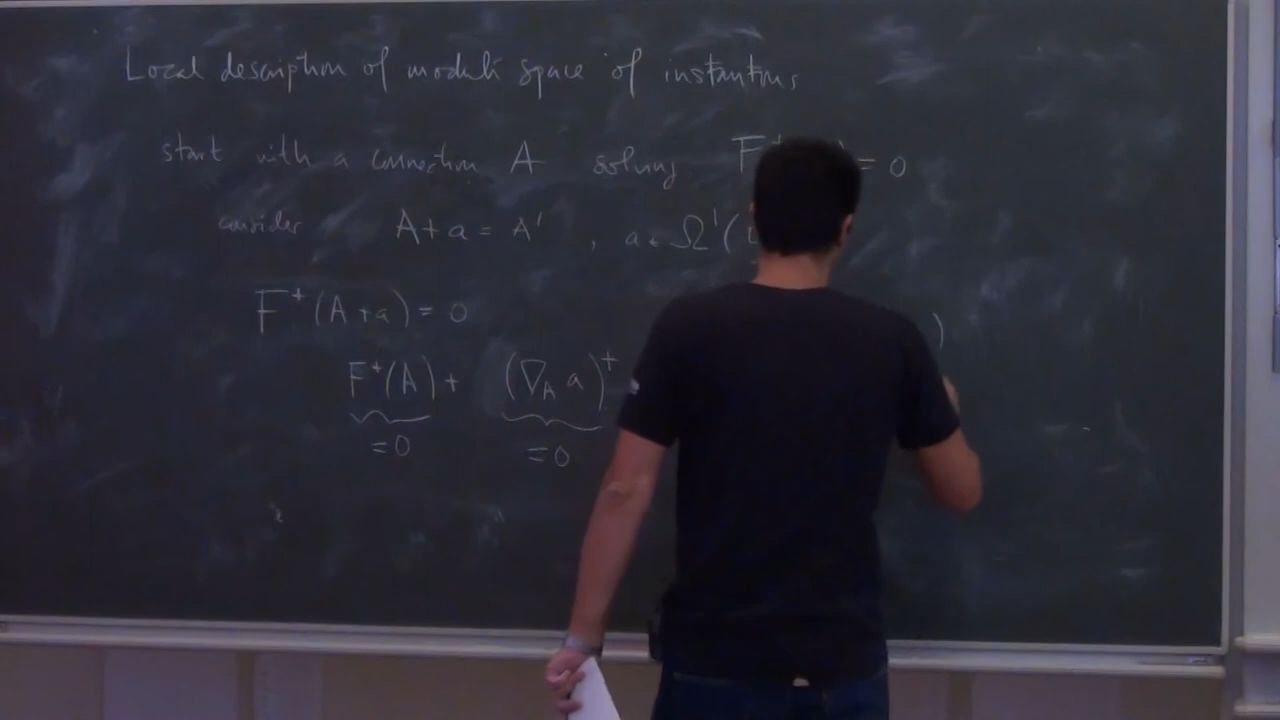 Local description of moduli space of instantons
start with a connection A solving F = 0
consider A + a = A' , a ∈ Ω¹(
F⁺(A+a) = 0 )
F⁺(A) + (∇_A a)⁺
= 0 = 0